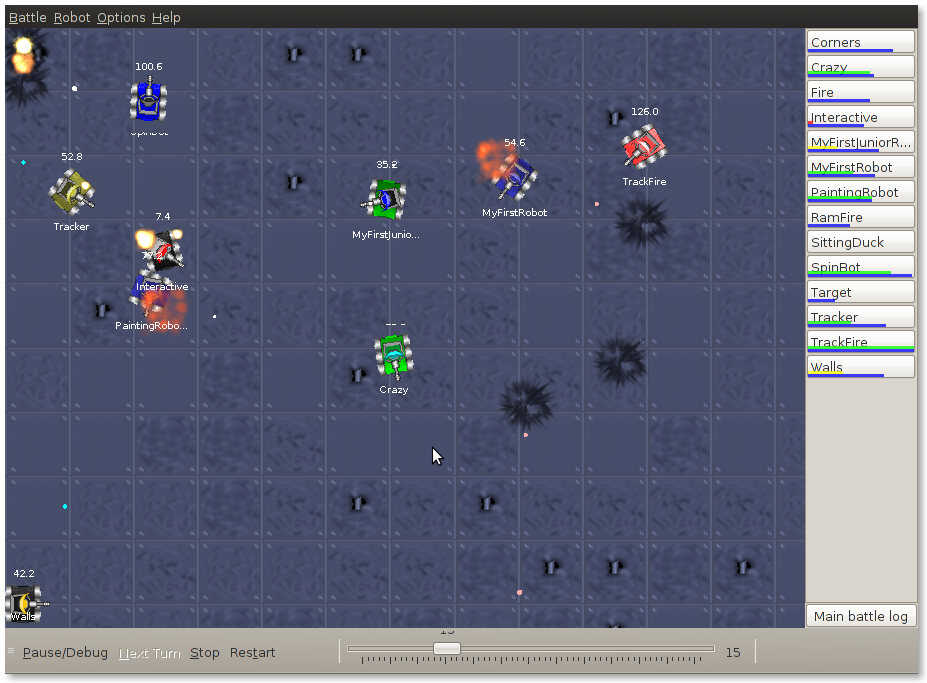 Battle Robot Options Help
100.6
126.0
54.6
52.8
35.2
TrackFire
MyFirstRobot
7.4
Tracker
MyFirstJunio...
Interactive
PaintingRobo...
Crazy
42.2
Walls
Corners
Crazy
Fire
Interactive
MyFirstJuniorR...
MyFirstRobot
PaintingRobot
RamFire
SittingDuck
SpinBot
Target
Tracker
TrackFire
Walls
Main battle log
Pause/Debug Next Turn Stop Restart 15